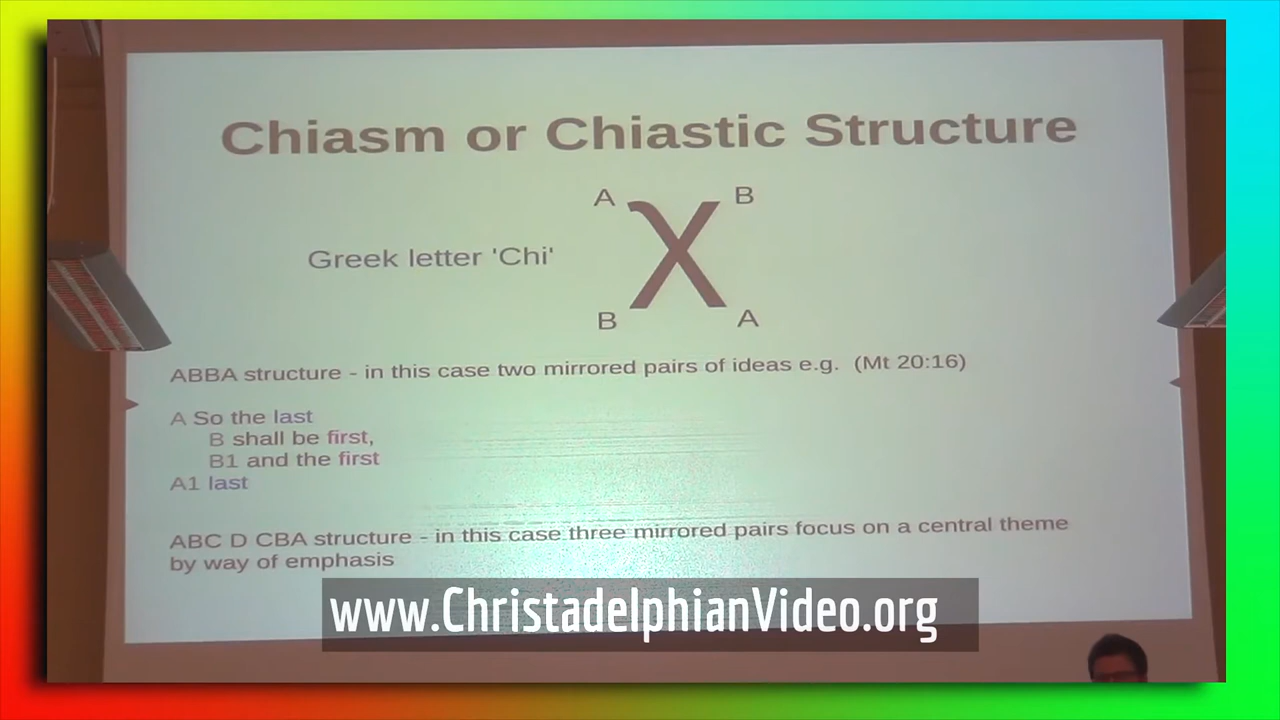 Chiasm or Chiastic Structure
A B
Greek letter 'Chi' X
B A
ABBA structure - in this case two mirrored pairs of ideas e.g. (Mt 20:16)
A So the last
B shall be first,
B1 and the first
A1 last
ABC D CBA structure - in this case three mirrored pairs focus on a central theme
by way of emphasis
www.ChristadelphianVideo.org